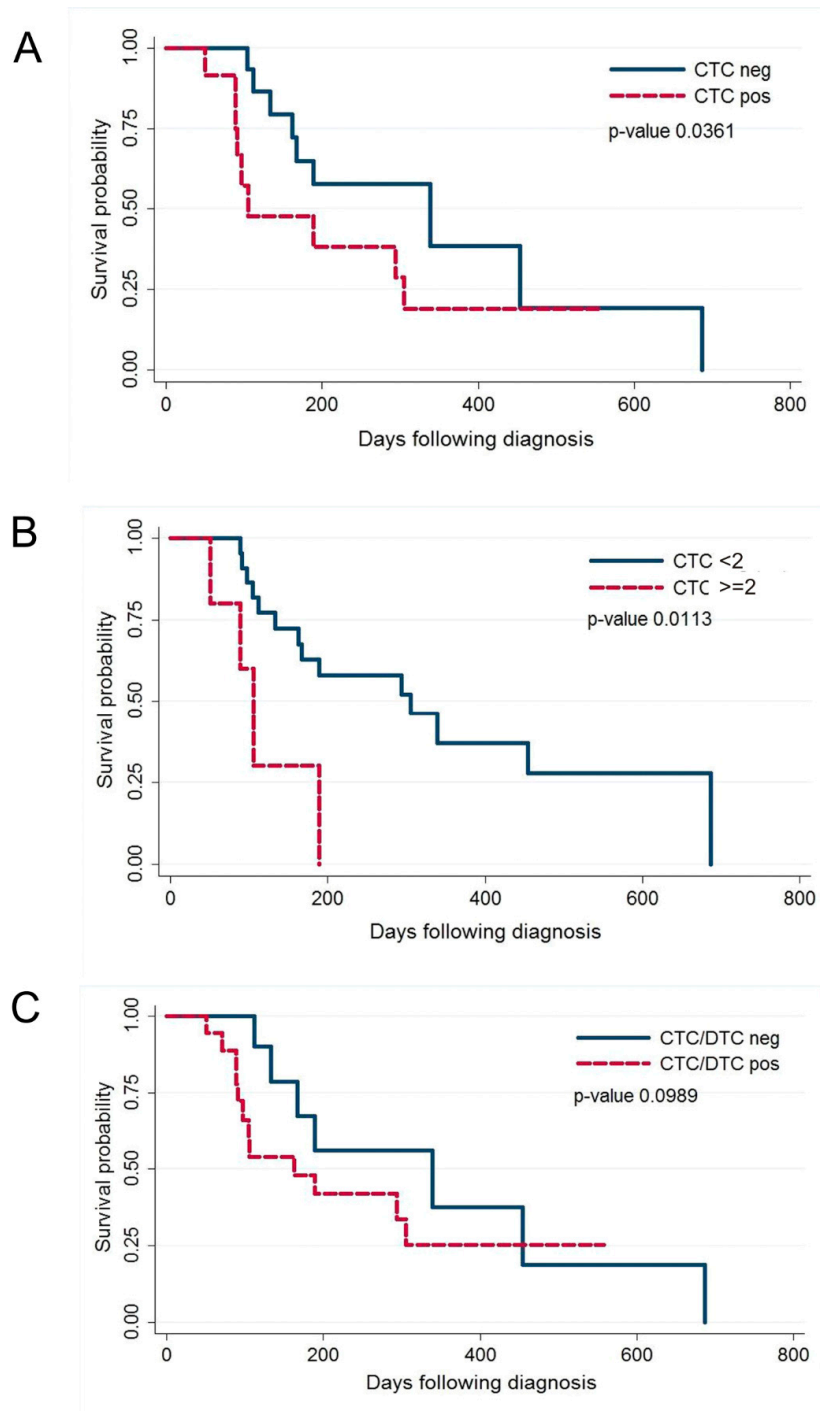 A
1.00
CTC neg
CTC pos
p-value 0.0361
0.75
Survival probability
0.50
0.25
0.00
0 200 400 600 800
Days following diagnosis
B
1.00
CTC <2
CTC >=2
p-value 0.0113
0.75
Survival probability
0.50
0.25
0.00
0 200 400 600 800
Days following diagnosis
C
1.00
CTC/DTC neg
CTC/DTC pos
p-value 0.0989
0.75
Survival probability
0.50
0.25
0.00
0 200 400 600 800
Days following diagnosis